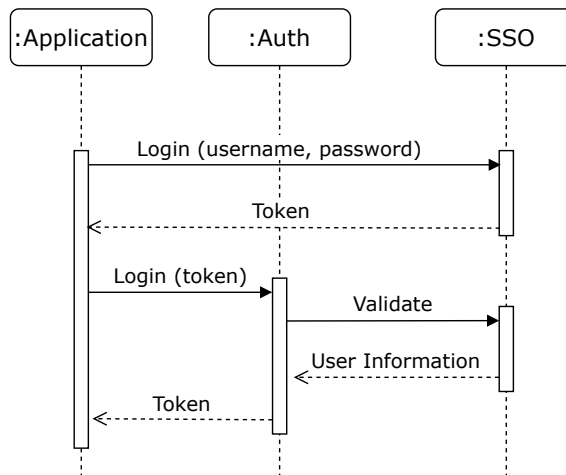 :Application
:Auth
:SSO
Login (username, password)
Token
Login (token)
Validate
User Information
Token